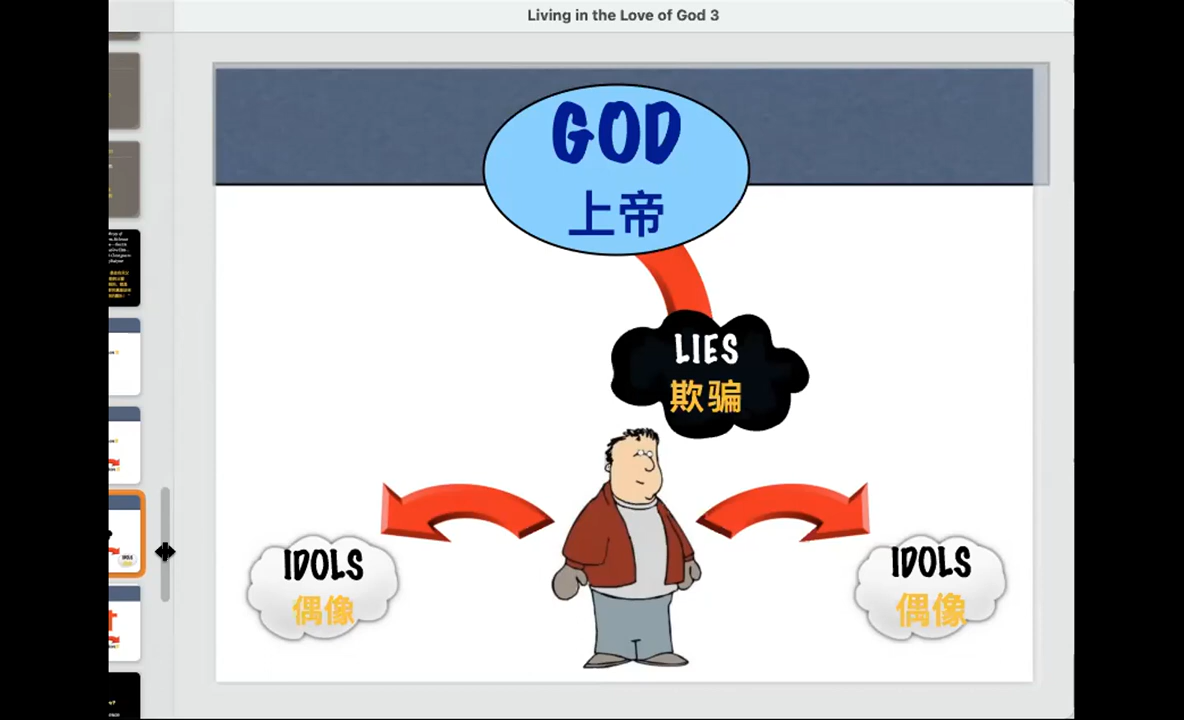 Living in the Love of God 3
GOD
上帝
LIES
欺骗
IDOLS
偶像
IDOLS
偶像